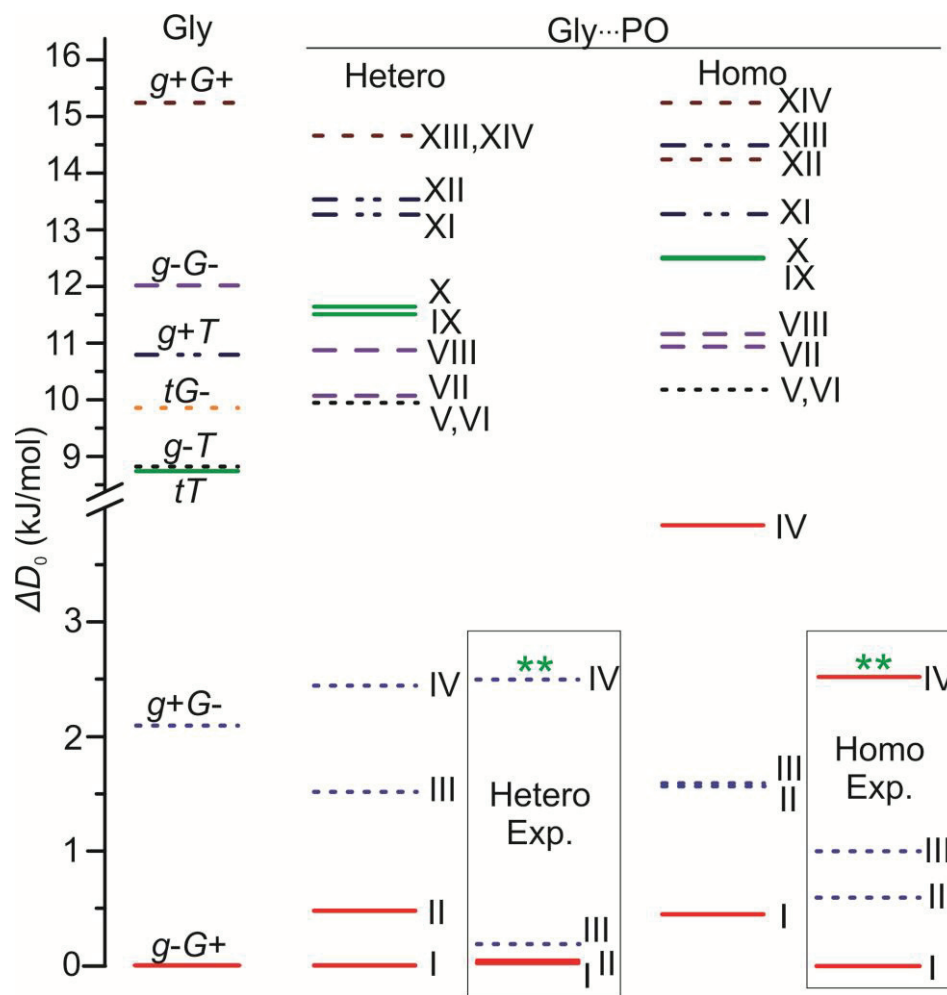 Gly
Gly···PO
Hetero
Homo
ΔD₀ (kJ/mol)
16
15
14
13
12
11
10
9
3
2
1
0
g+G+
g-G-
g+T
tG-
g-T
tT
g+G-
g-G+
XIII,XIV
XII
XI
X
IX
VIII
VII
V,VI
IV
III
II
I
**
IV
Hetero
Exp.
III
I II
XIV
XIII
XII
XI
X
IX
VIII
VII
V,VI
IV
III
II
I
**
IV
Homo
Exp.
III
II
I